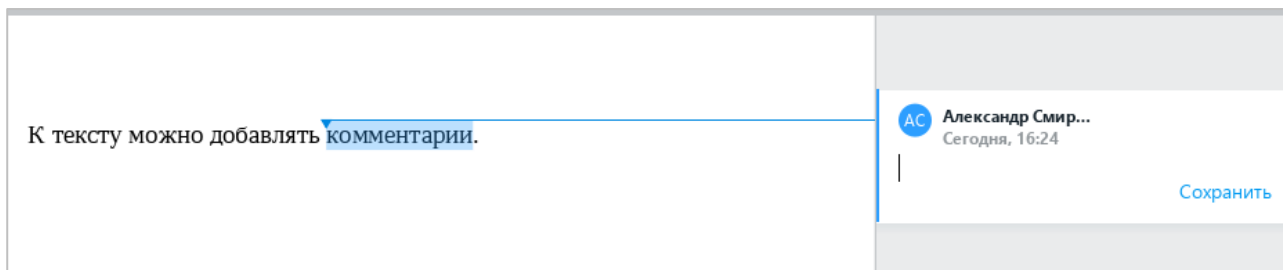 К тексту можно добавлять комментарии.
АС
Александр Смир...
Сегодня, 16:24
Сохранить